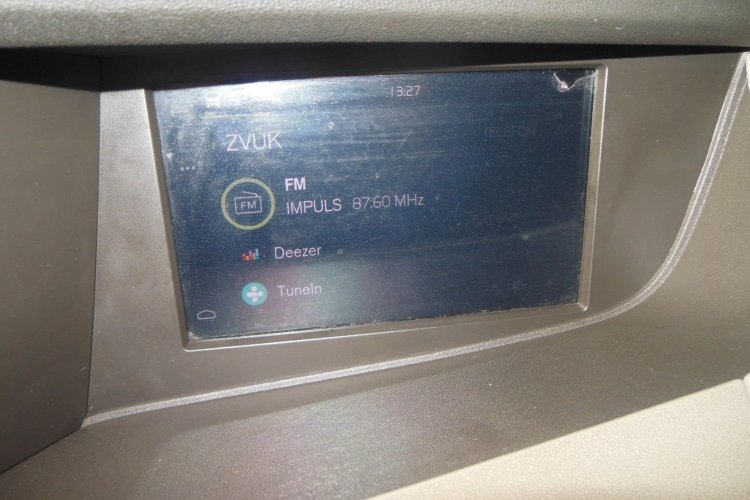 13:27
ZVUK
TELEFON
FM
FM
IMPULS 87.60 MHz
Deezer
TuneIn